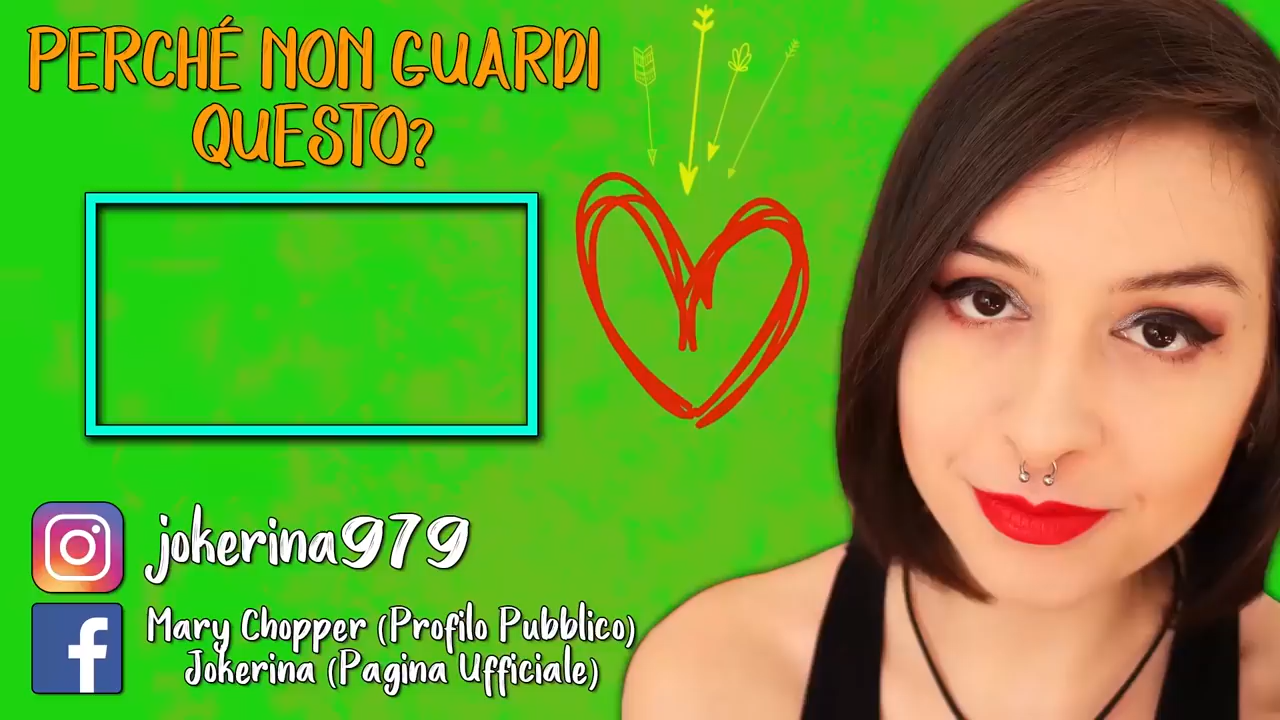 PERCHÉ NON GUARDI
QUESTO?
jokerina979
Mary Chopper (Profilo Pubblico)
Jokerina (Pagina Ufficiale)